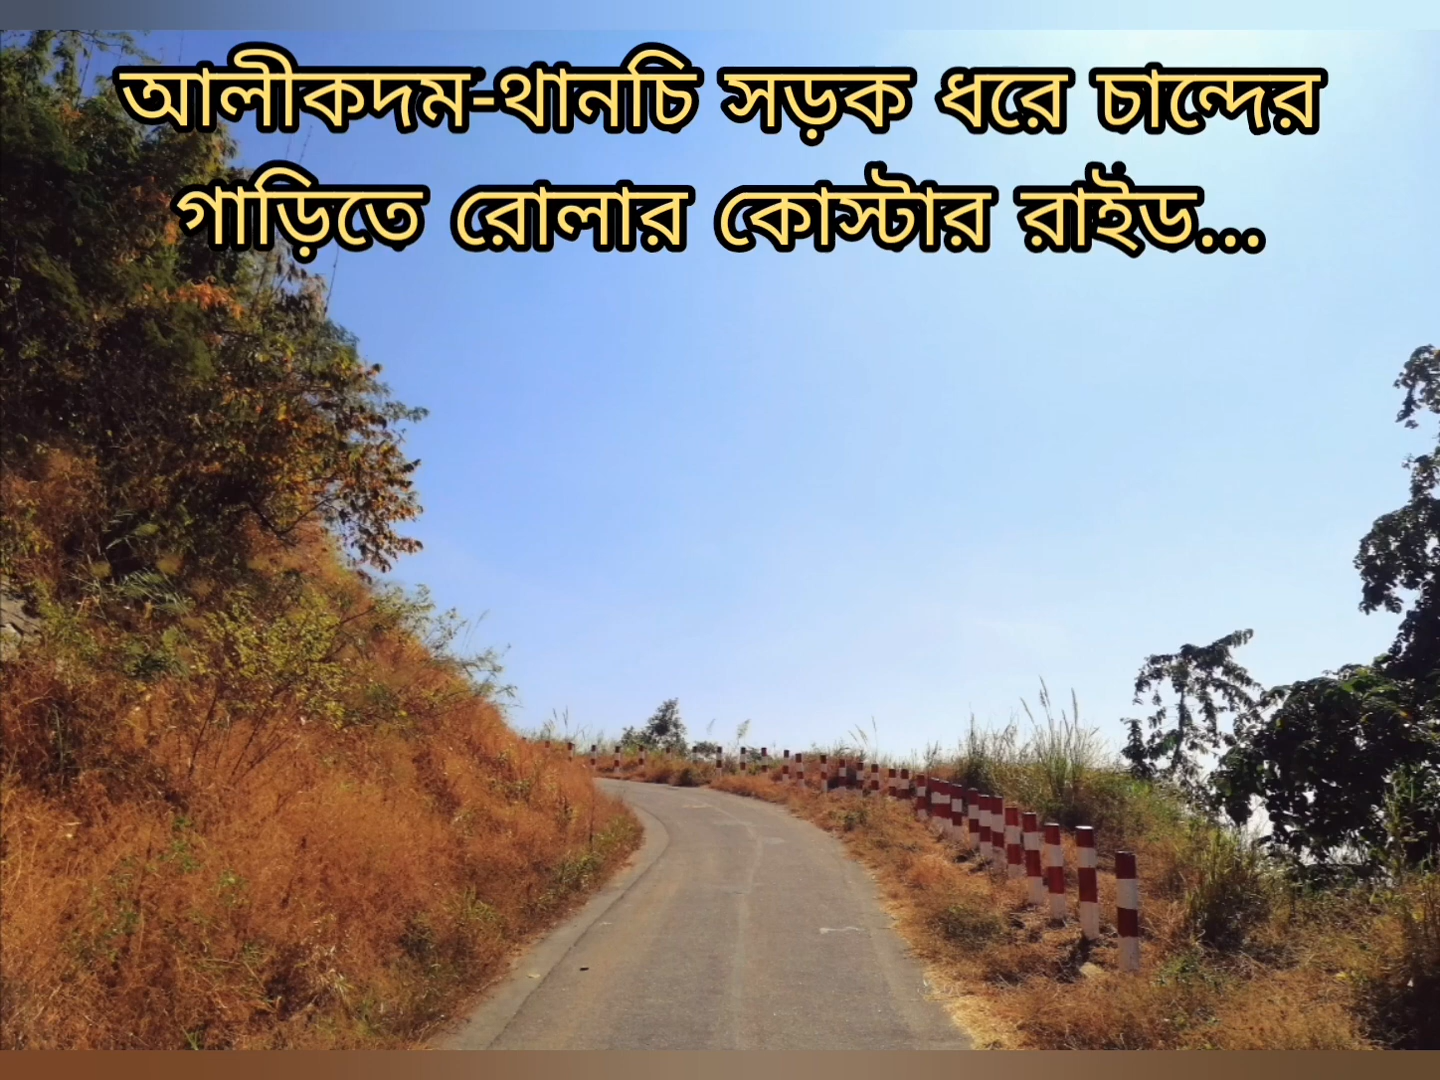 আলীকদম-থানচি সড়ক ধরে চান্দের
গাড়িতে রোলার কোস্টার রাইড...